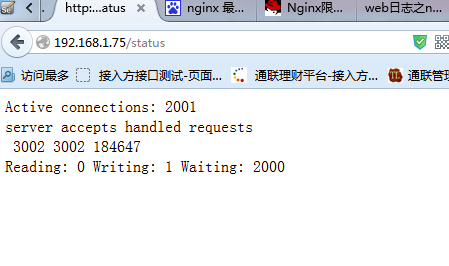 http:...atus
nginx 最...
Nginx限...
web日志之n...
192.168.1.75/status
访问最多
接入方接口测试-页面...
通联理财平台-接入方...
通联管理
Active connections: 2001
server accepts handled requests
3002 3002 184647
Reading: 0 Writing: 1 Waiting: 2000